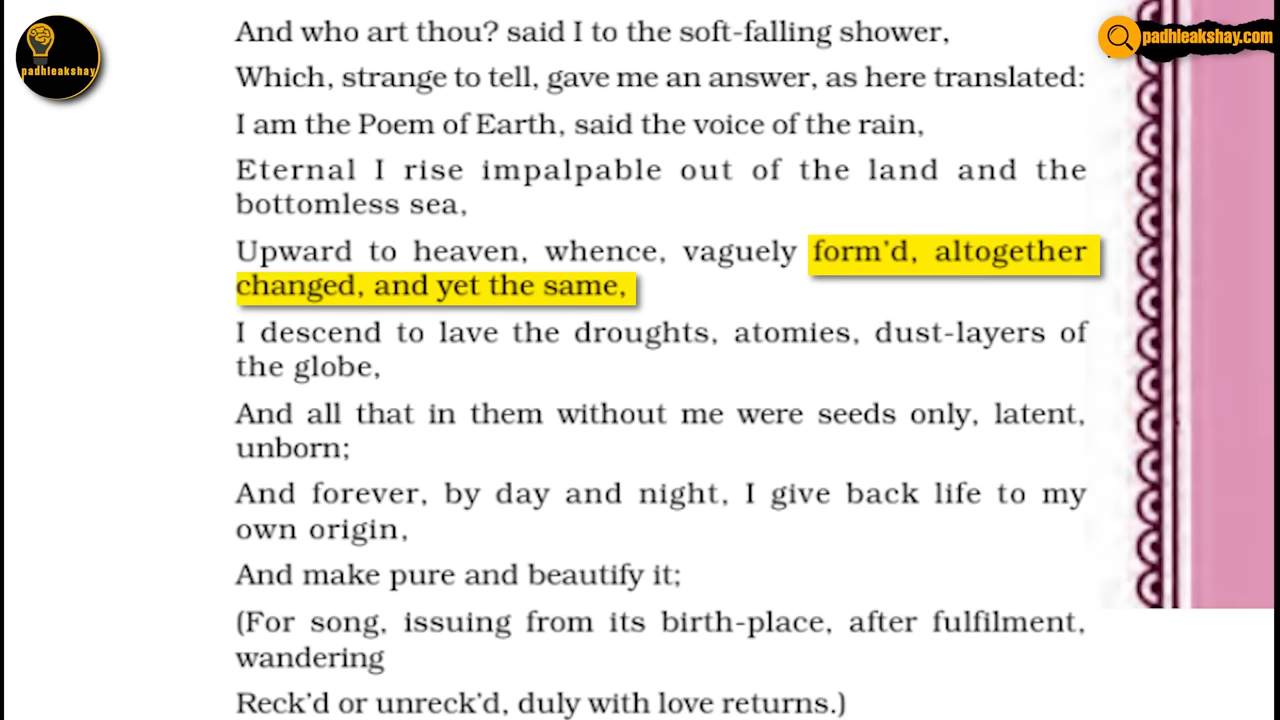 padhleakshay
padhleakshay.com
And who art thou? said I to the soft-falling shower,
Which, strange to tell, gave me an answer, as here translated:
I am the Poem of Earth, said the voice of the rain,
Eternal I rise impalpable out of the land and the
bottomless sea,
Upward to heaven, whence, vaguely form'd, altogether
changed, and yet the same,
I descend to lave the droughts, atomies, dust-layers of
the globe,
And all that in them without me were seeds only, latent,
unborn;
And forever, by day and night, I give back life to my
own origin,
And make pure and beautify it;
(For song, issuing from its birth-place, after fulfilment,
wandering
Reck'd or unreck'd, duly with love returns.)